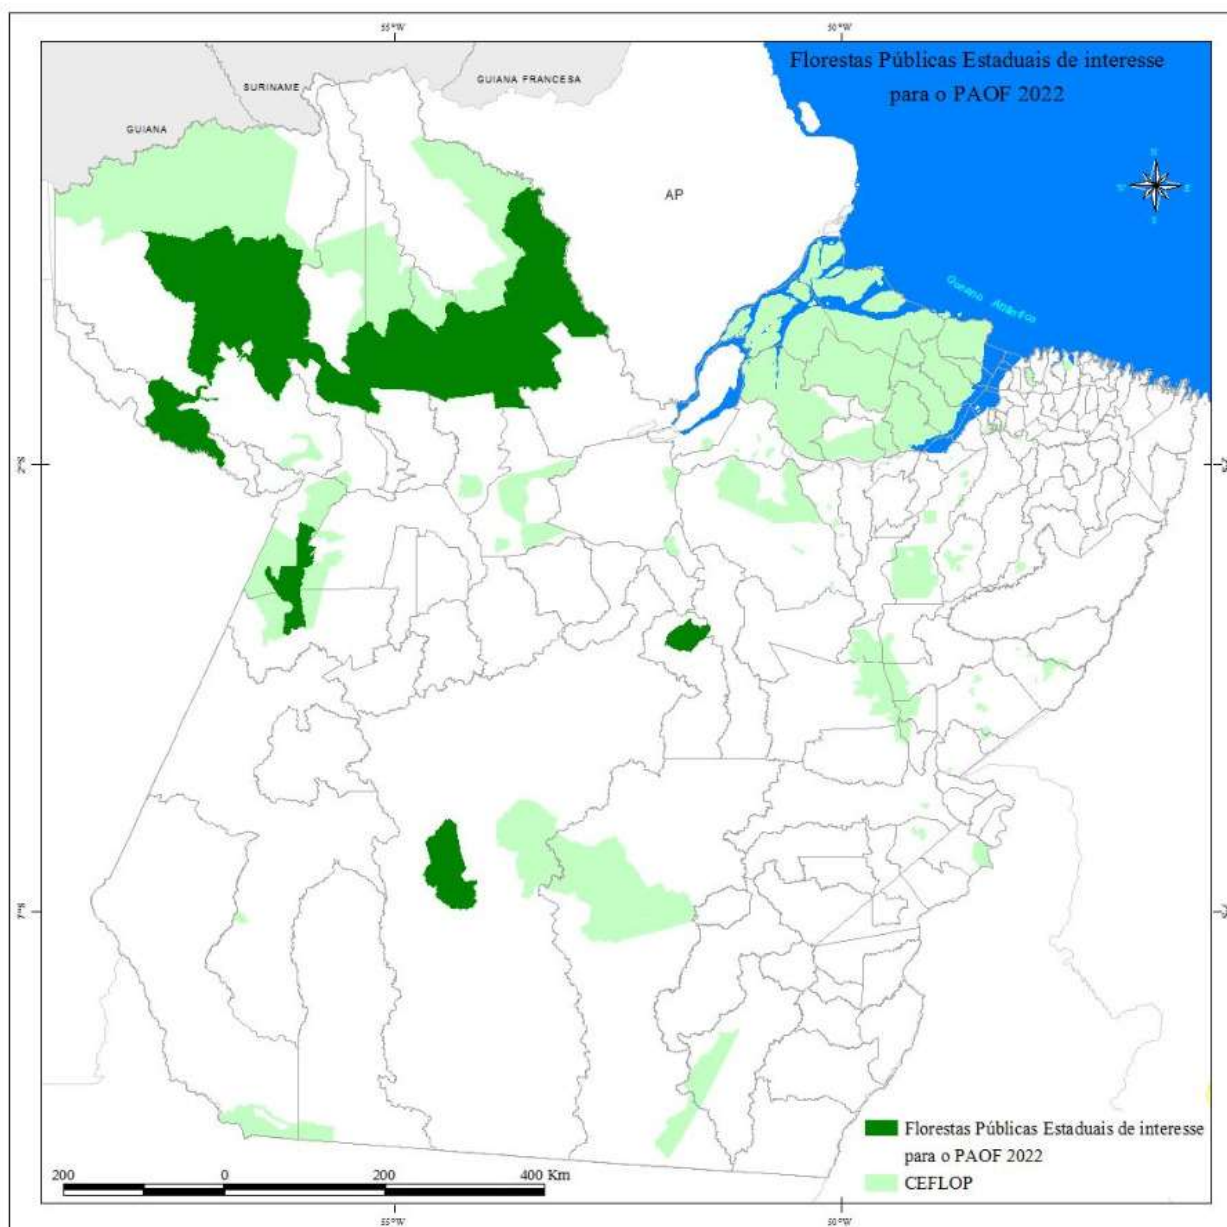 55°W
50°W
Florestas Públicas Estaduais de interesse
para o PAOF 2022
SURINAME
GUIANA FRANCESA
GUIANA
AP
N
W
E
S
Oceano Atlântico
2°S
7°S
Florestas Públicas Estaduais de interesse
para o PAOF 2022
CEFLOP
200
0
200
400 Km
55°W
50°W